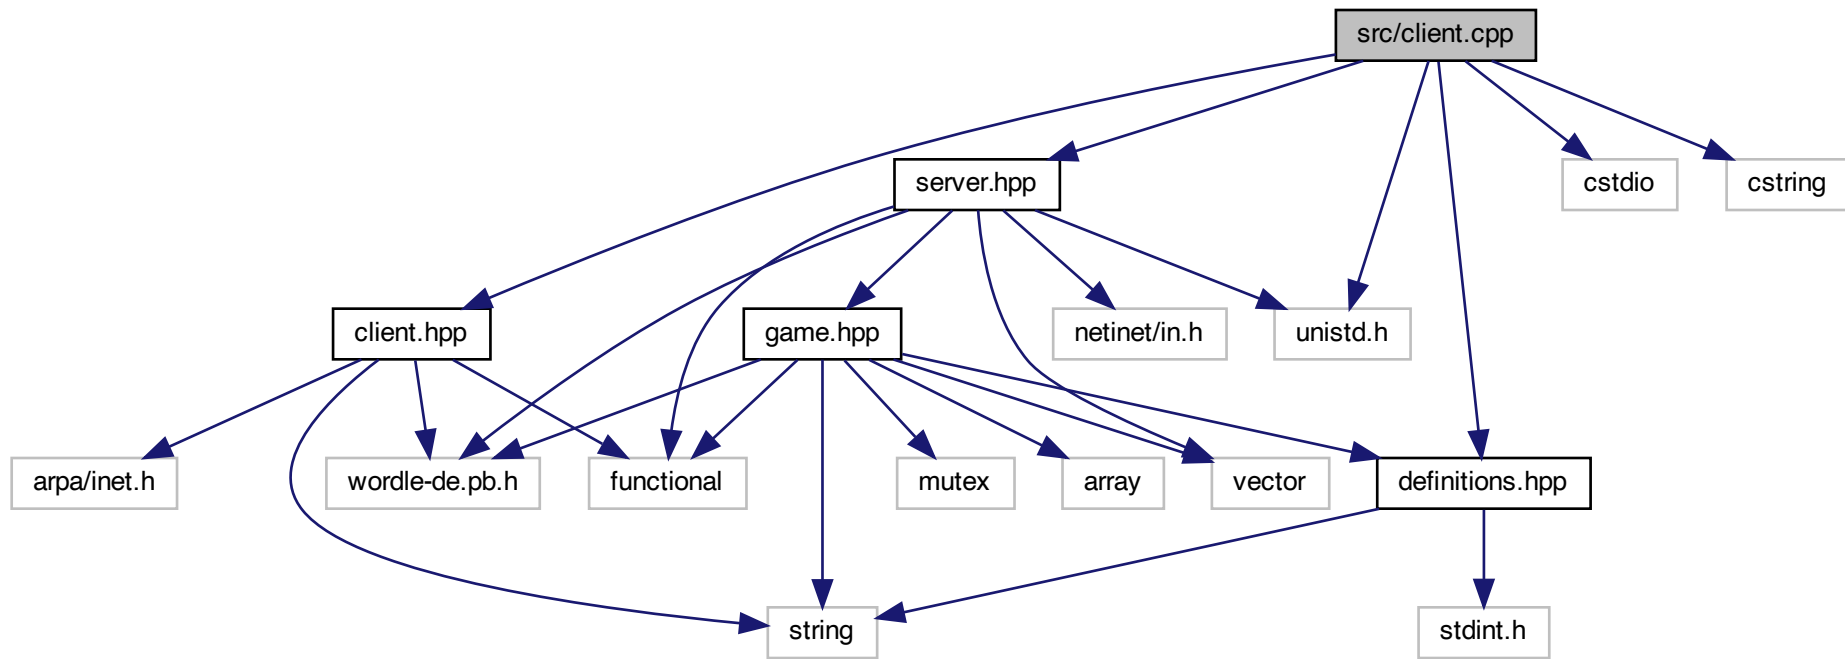 src/client.cpp
server.hpp
cstdio
cstring
client.hpp
game.hpp
netinet/in.h
unistd.h
arpa/inet.h
wordle-de.pb.h
functional
mutex
array
vector
definitions.hpp
string
stdint.h